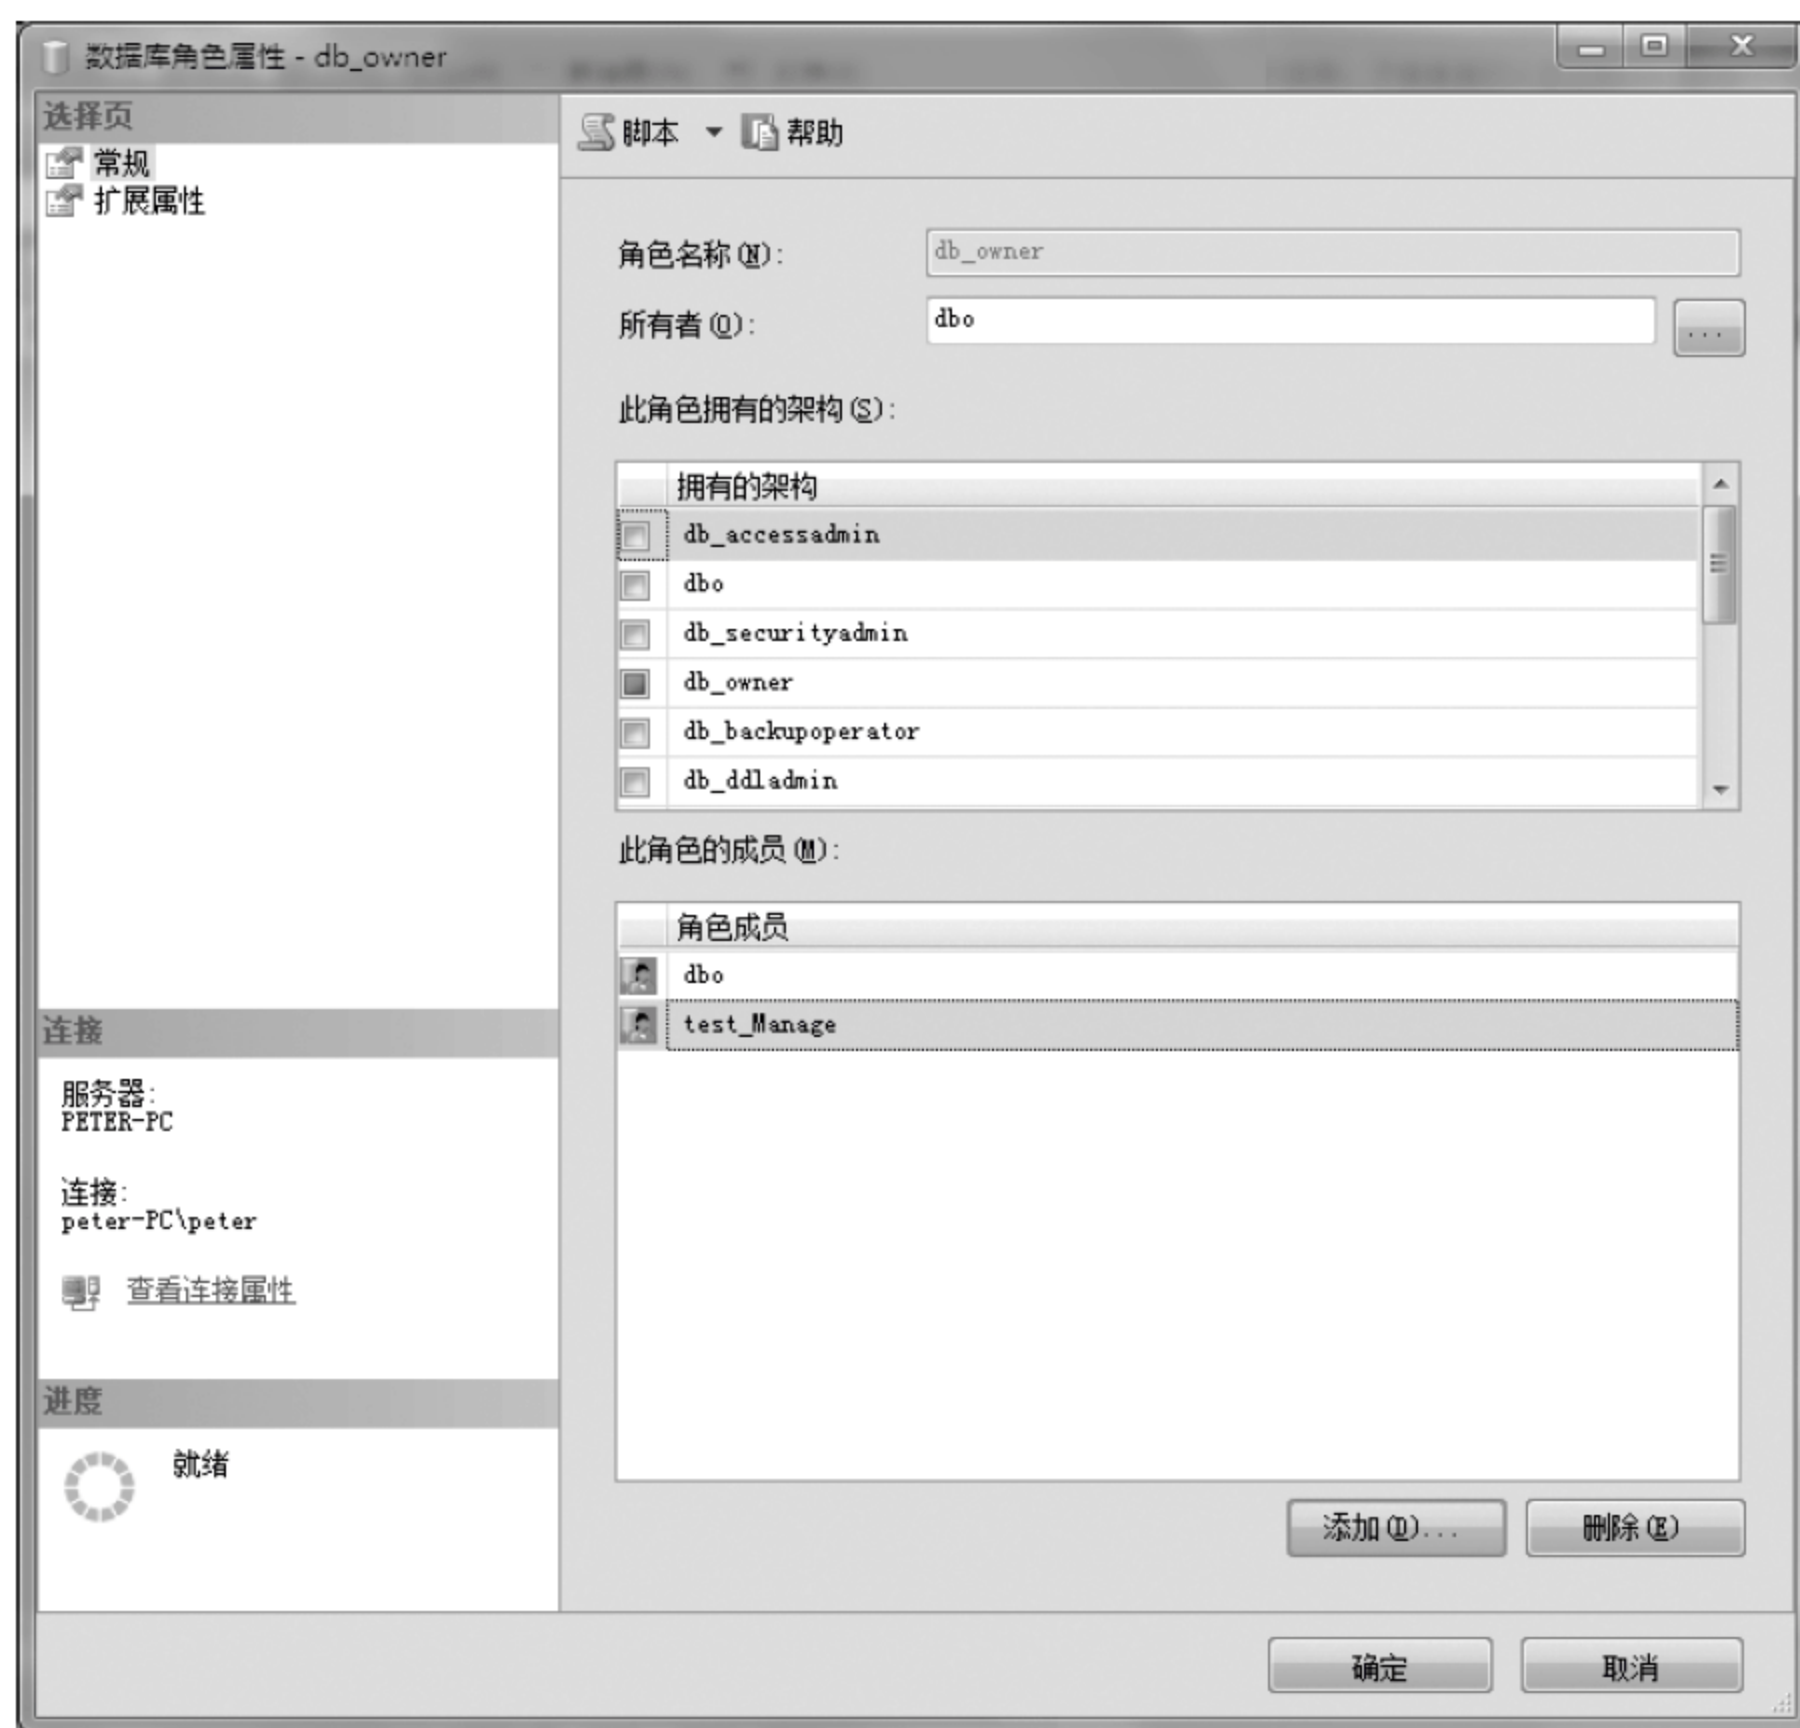 数据库角色属性 - db_owner
选择页
常规
扩展属性
脚本 帮助
角色名称(N): db_owner
所有者(O): dbo
...
此角色拥有的架构(S):
拥有的架构
db_accessadmin
dbo
db_securityadmin
db_owner
db_backupoperator
db_ddladmin
此角色的成员(M):
角色成员
dbo
test_Manage
连接
服务器:
PETER-PC
连接:
peter-PC\peter
查看连接属性
进度
就绪
添加(D)...
删除(E)
确定
取消